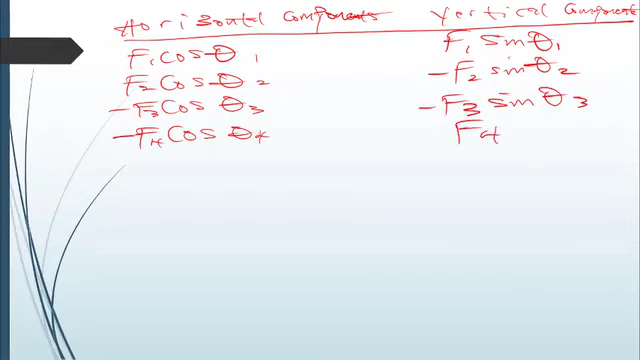 Horizontal Components Vertical Component
F₁ Cos θ₁ F₁ sin θ₁
F₂ Cos θ₂ -F₂ sin θ₂
-F₃ Cos θ₃ -F₃ sin θ₃
-F₄ Cos θ₄ F₄